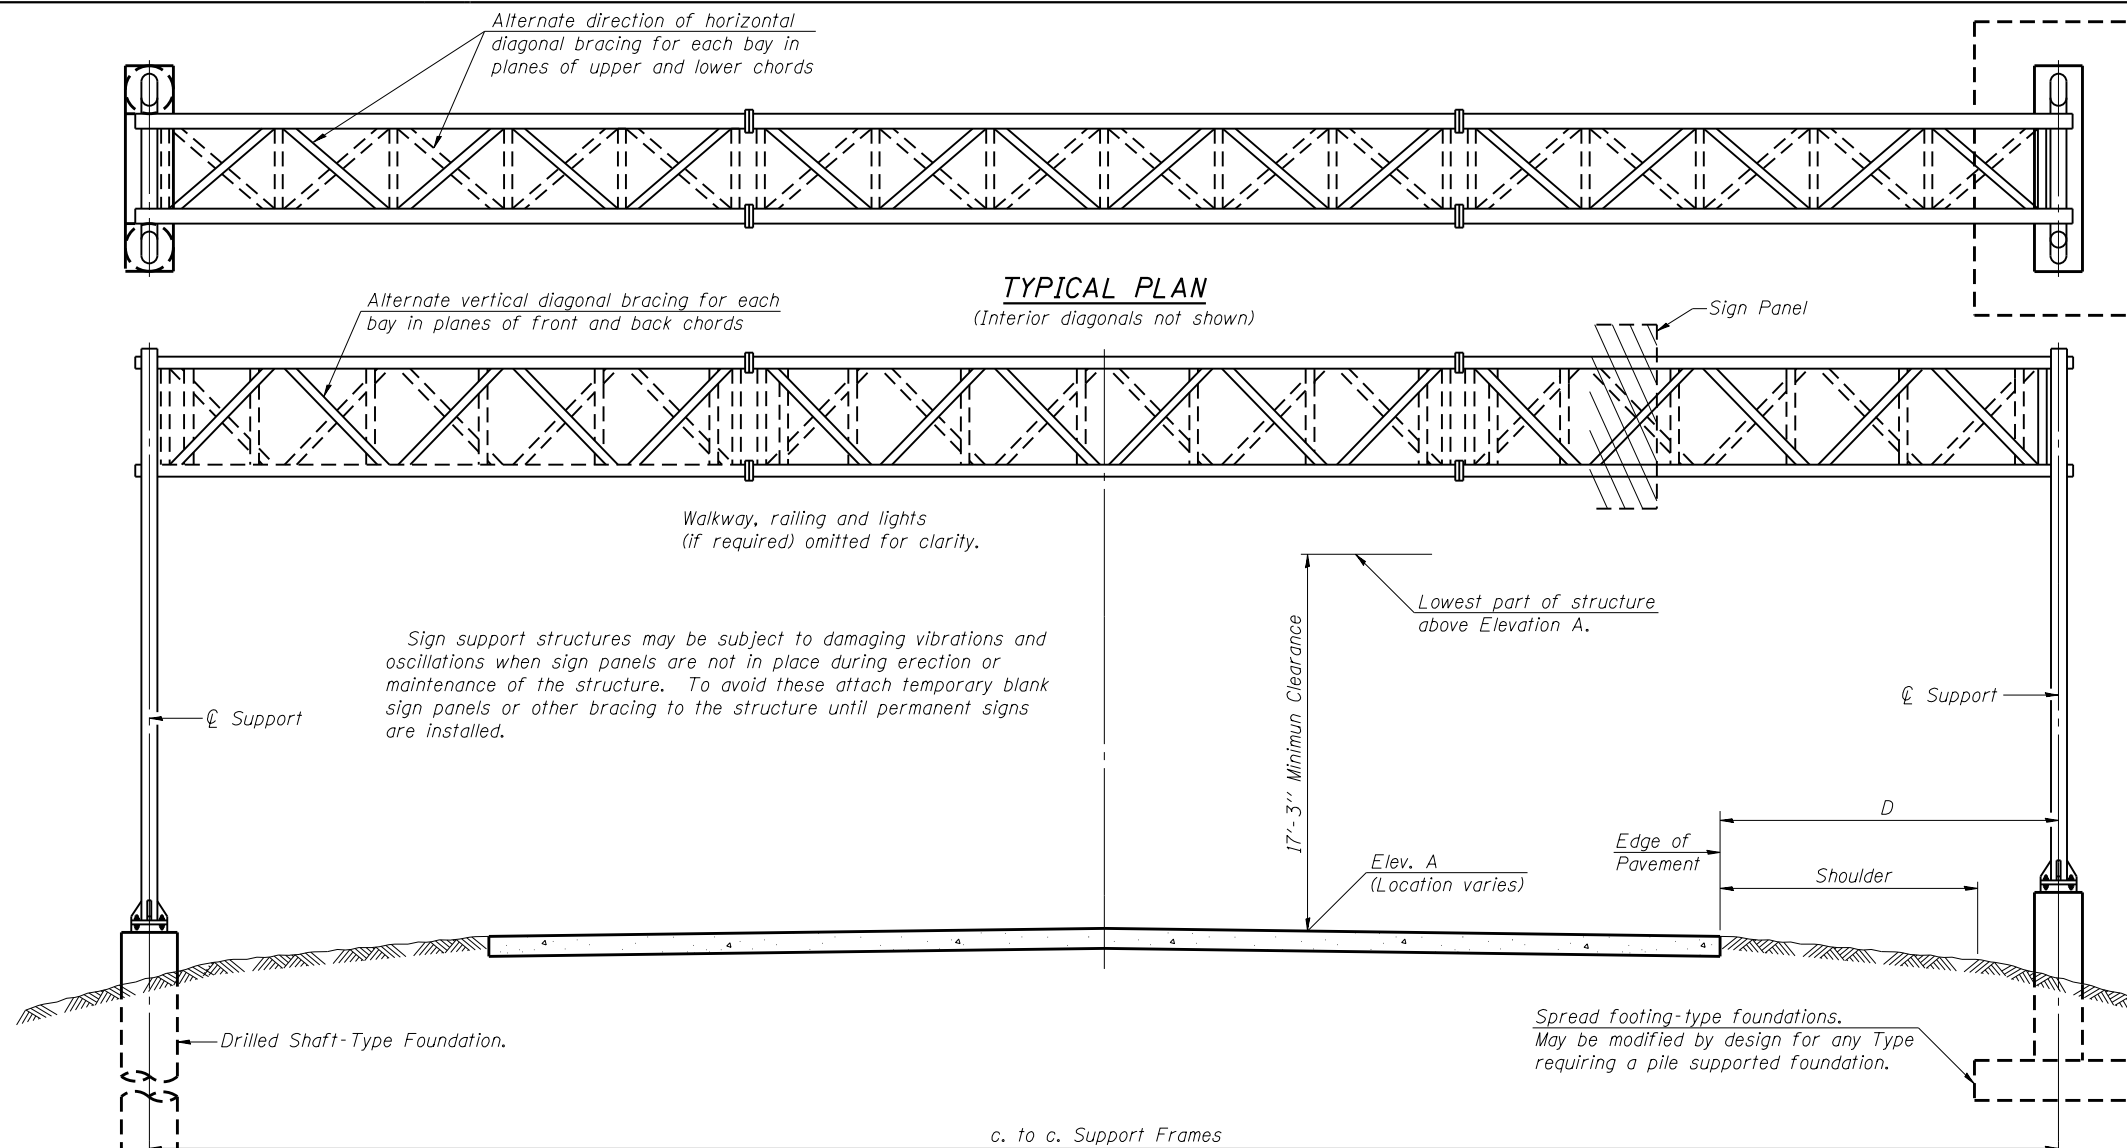 Alternate direction of horizontal
diagonal bracing for each bay in
planes of upper and lower chords
TYPICAL PLAN
(Interior diagonals not shown)
Alternate vertical diagonal bracing for each
bay in planes of front and back chords
Sign Panel
Walkway, railing and lights
(if required) omitted for clarity.
Lowest part of structure
above Elevation A.
17'-3'' Minimun Clearance
Sign support structures may be subject to damaging vibrations and
oscillations when sign panels are not in place during erection or
maintenance of the structure. To avoid these attach temporary blank
sign panels or other bracing to the structure until permanent signs
are installed.
℄ Support
℄ Support
D
Edge of
Pavement
Shoulder
Elev. A
(Location varies)
Drilled Shaft-Type Foundation.
Spread footing-type foundations.
May be modified by design for any Type
requiring a pile supported foundation.
c. to c. Support Frames